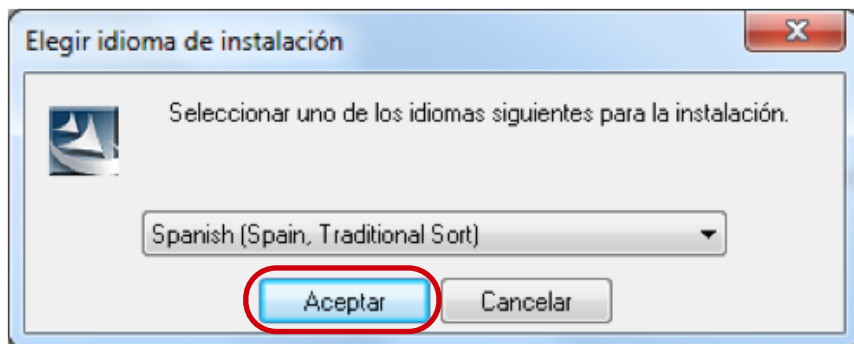 Elegir idioma de instalación
Seleccionar uno de los idiomas siguientes para la instalación.
Spanish (Spain, Traditional Sort)
Aceptar Cancelar